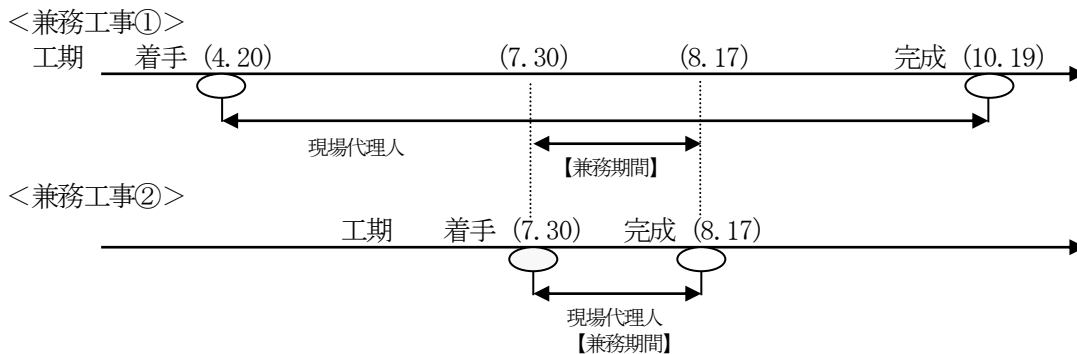 ＜兼務工事①＞
工期 着手 (4.20) (7.30) (8.17) 完成 (10.19)
現場代理人
【兼務期間】
＜兼務工事②＞
工期 着手 (7.30) 完成 (8.17)
現場代理人
【兼務期間】